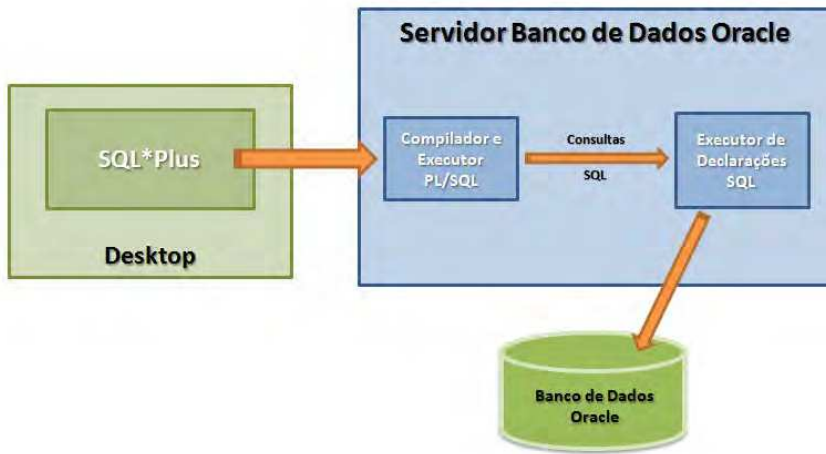 Servidor Banco de Dados Oracle
SQL*Plus
Desktop
Compilador e
Executor
PL/SQL
Consultas
SQL
Executor de
Declarações
SQL
Banco de Dados
Oracle